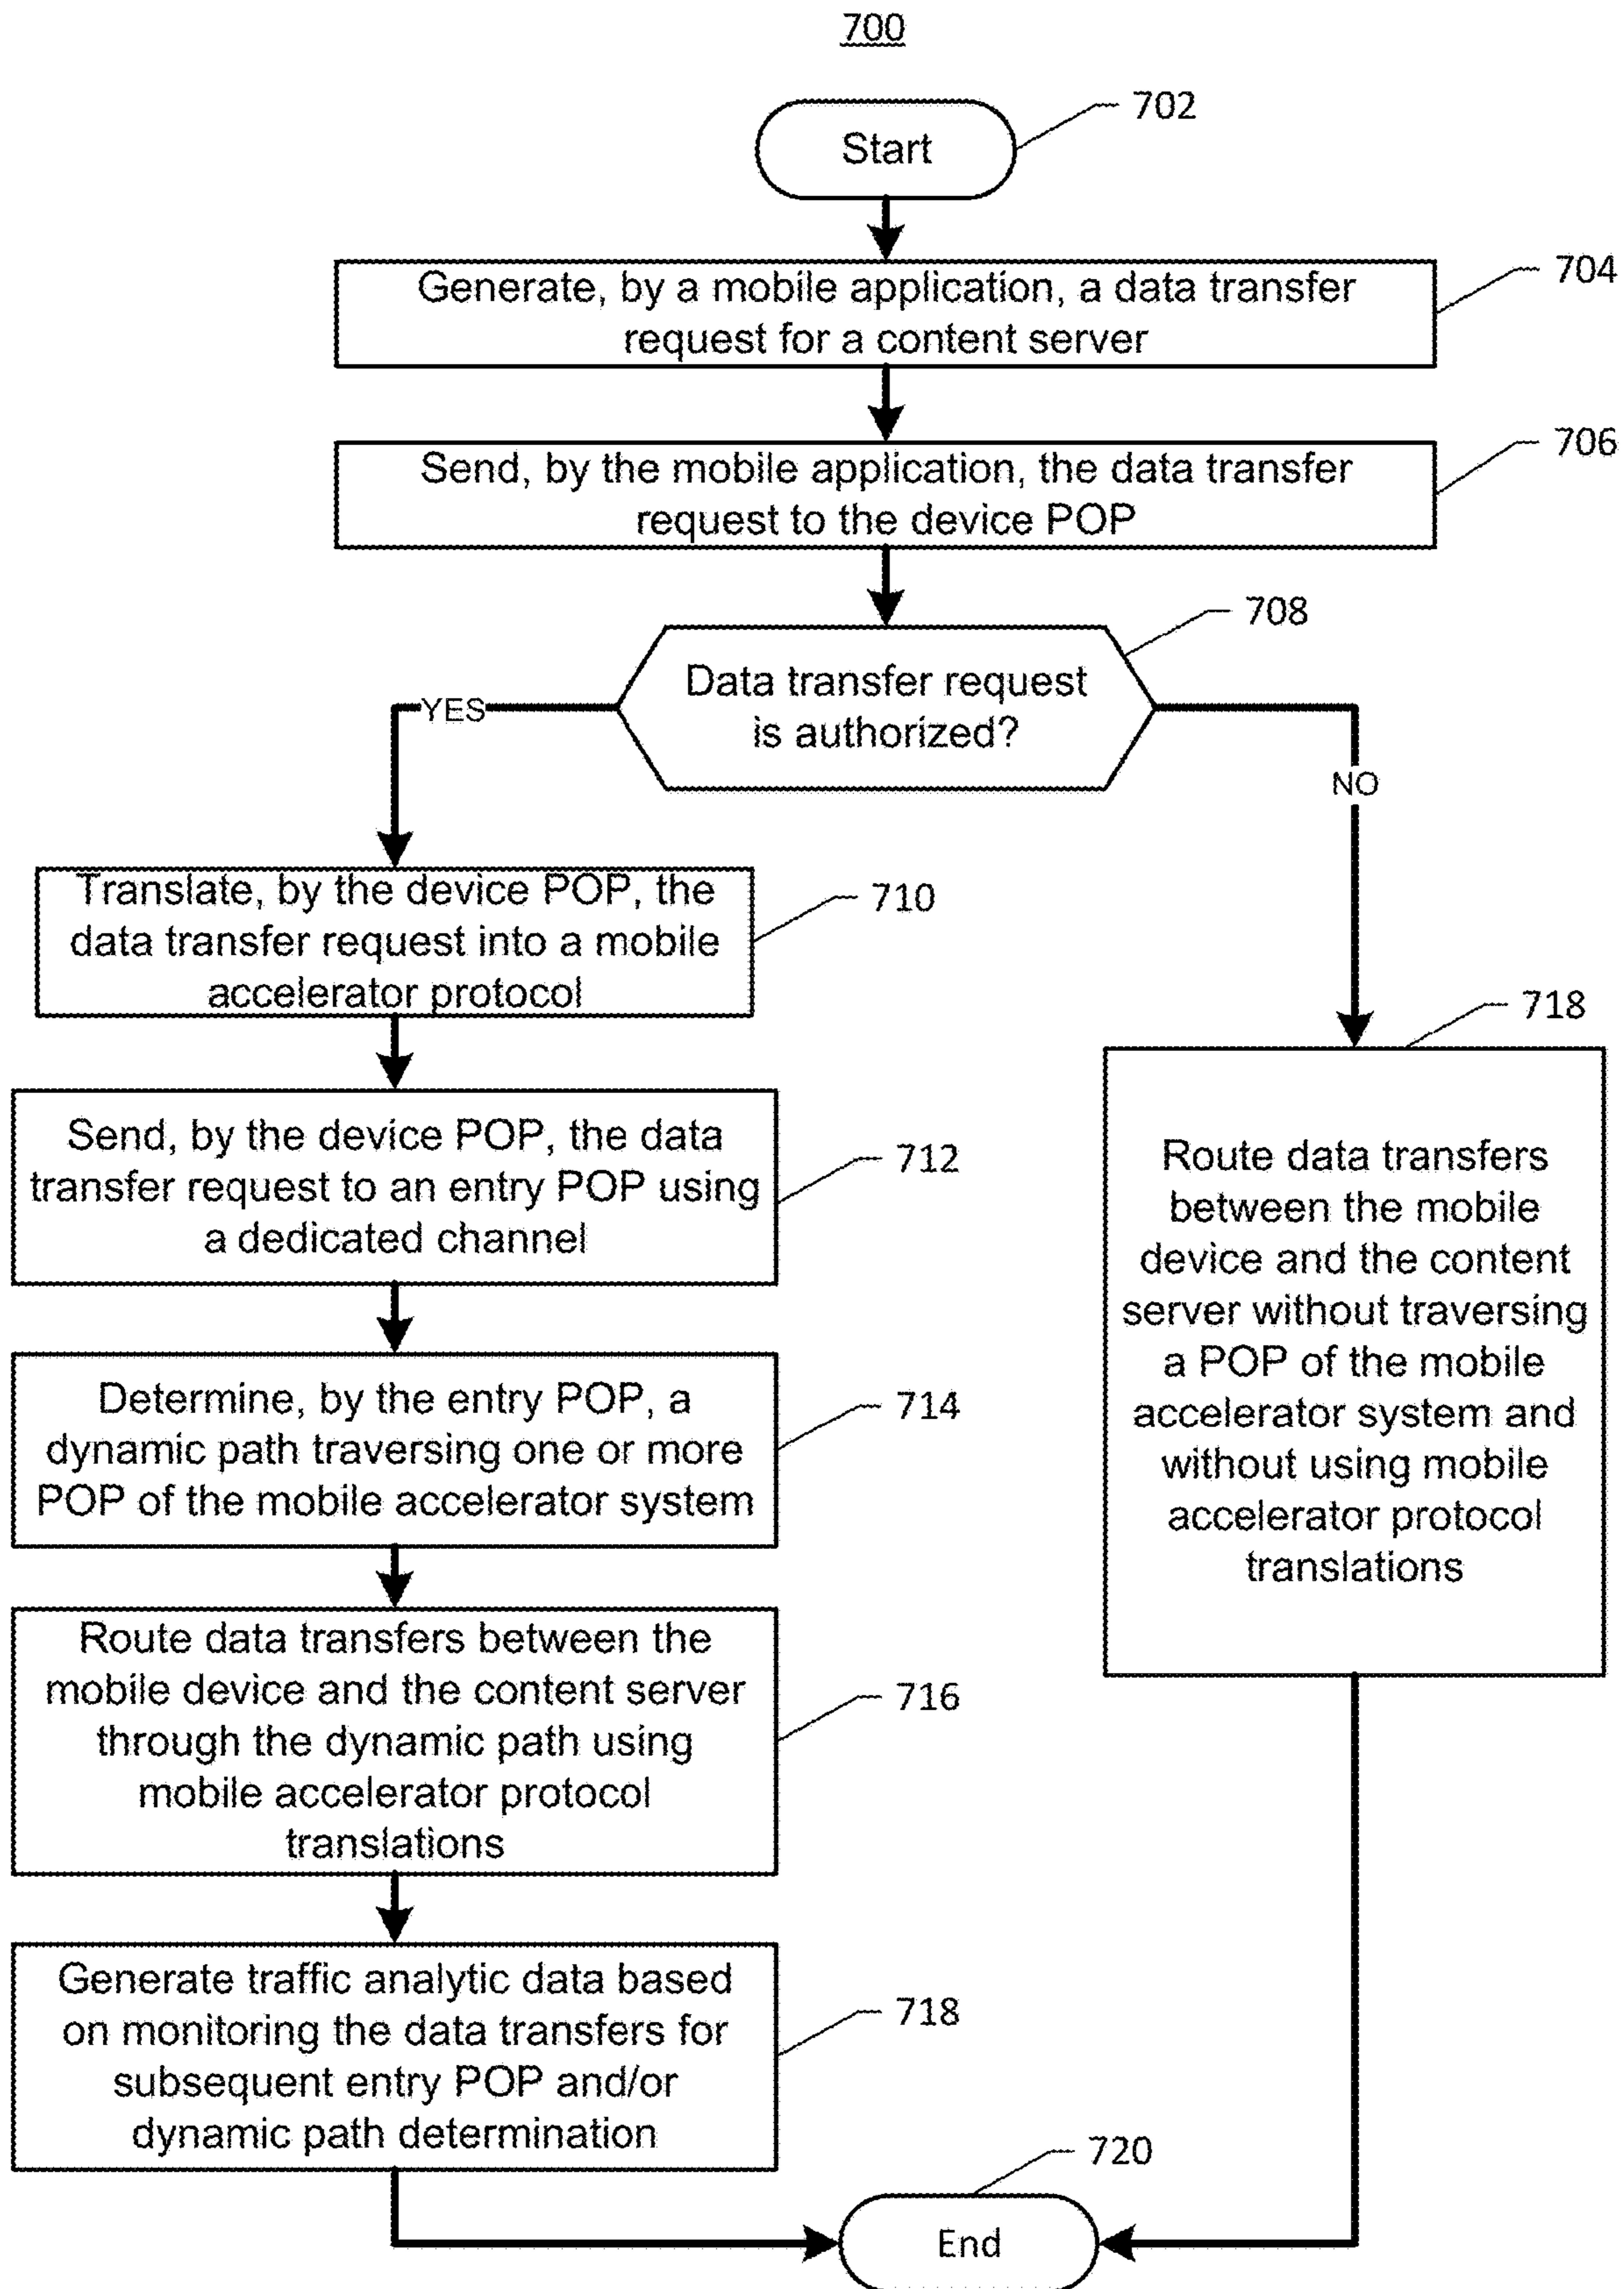 700
702
Start
704
Generate, by a mobile application, a data transfer
request for a content server
706
Send, by the mobile application, the data transfer
request to the device POP
708
Data transfer request
is authorized?
YES
NO
710
Translate, by the device POP, the
data transfer request into a mobile
accelerator protocol
712
Send, by the device POP, the data
transfer request to an entry POP using
a dedicated channel
714
Determine, by the entry POP, a
dynamic path traversing one or more
POP of the mobile accelerator system
716
Route data transfers between the
mobile device and the content server
through the dynamic path using
mobile accelerator protocol
translations
718
Generate traffic analytic data based
on monitoring the data transfers for
subsequent entry POP and/or
dynamic path determination
718
Route data transfers
between the mobile
device and the content
server without traversing
a POP of the mobile
accelerator system and
without using mobile
accelerator protocol
translations
720
End